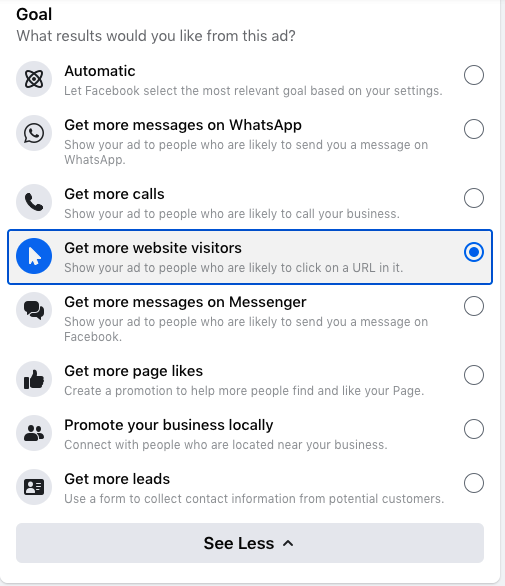 Goal
What results would you like from this ad?
Automatic
Let Facebook select the most relevant goal based on your settings.
Get more messages on WhatsApp
Show your ad to people who are likely to send you a message on
WhatsApp.
Get more calls
Show your ad to people who are likely to call your business.
Get more website visitors
Show your ad to people who are likely to click on a URL in it.
Get more messages on Messenger
Show your ad to people who are likely to send you a message on
Facebook.
Get more page likes
Create a promotion to help more people find and like your Page.
Promote your business locally
Connect with people who are located near your business.
Get more leads
Use a form to collect contact information from potential customers.
See Less